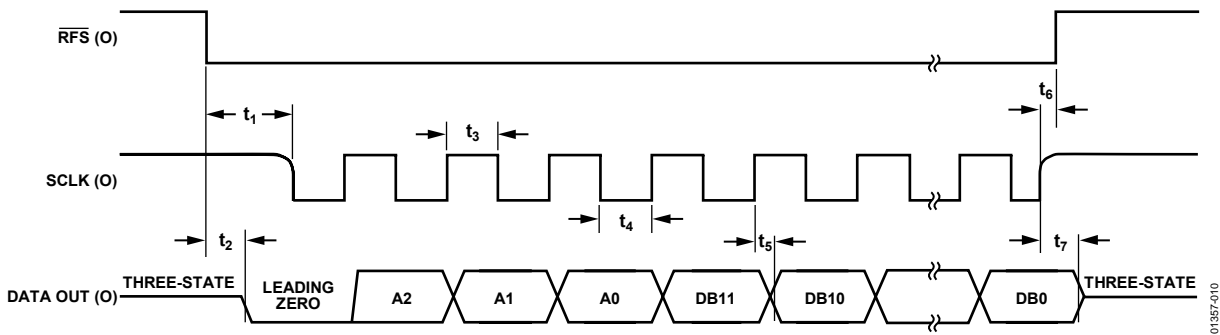 RFS (O)
t1
t3
t6
SCLK (O)
t2
t4
t5
t7
DATA OUT (O)
THREE-STATE
LEADING
ZERO
A2
A1
A0
DB11
DB10
DB0
THREE-STATE
01357-010